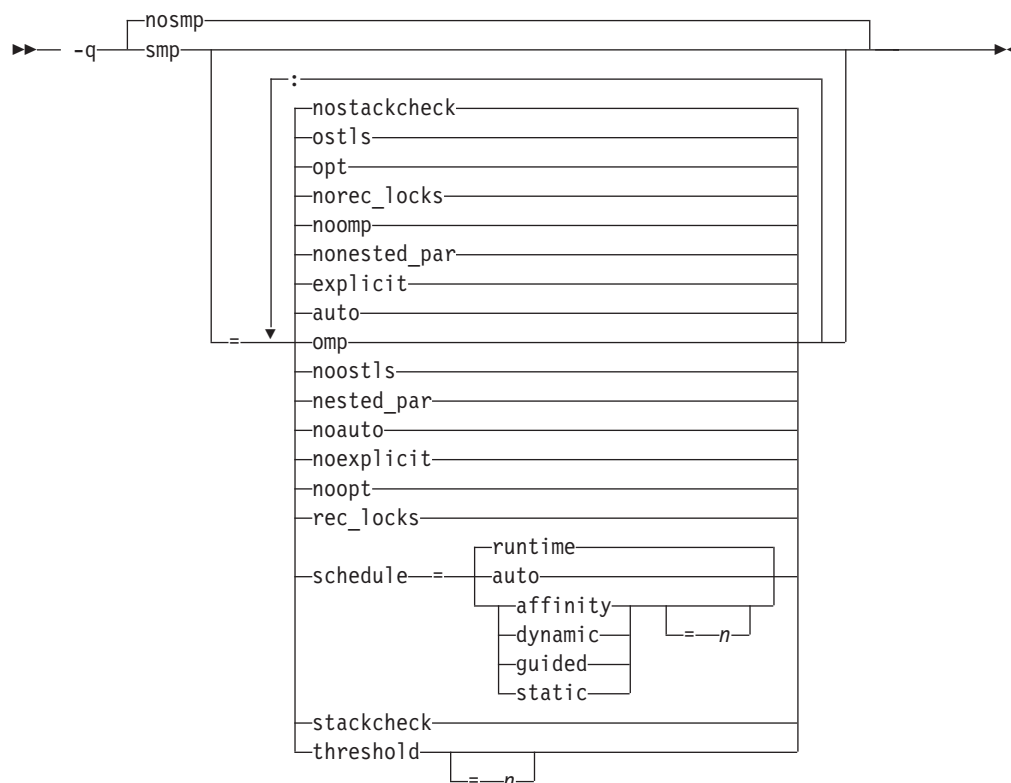 nosmp
-q smp
:
nostackcheck
ostls
opt
norec_locks
noomp
nonested_par
explicit
auto
= omp
noostls
nested_par
noauto
noexplicit
noopt
rec_locks
runtime
schedule = auto
affinity
= n
dynamic
guided
static
stackcheck
threshold
= n